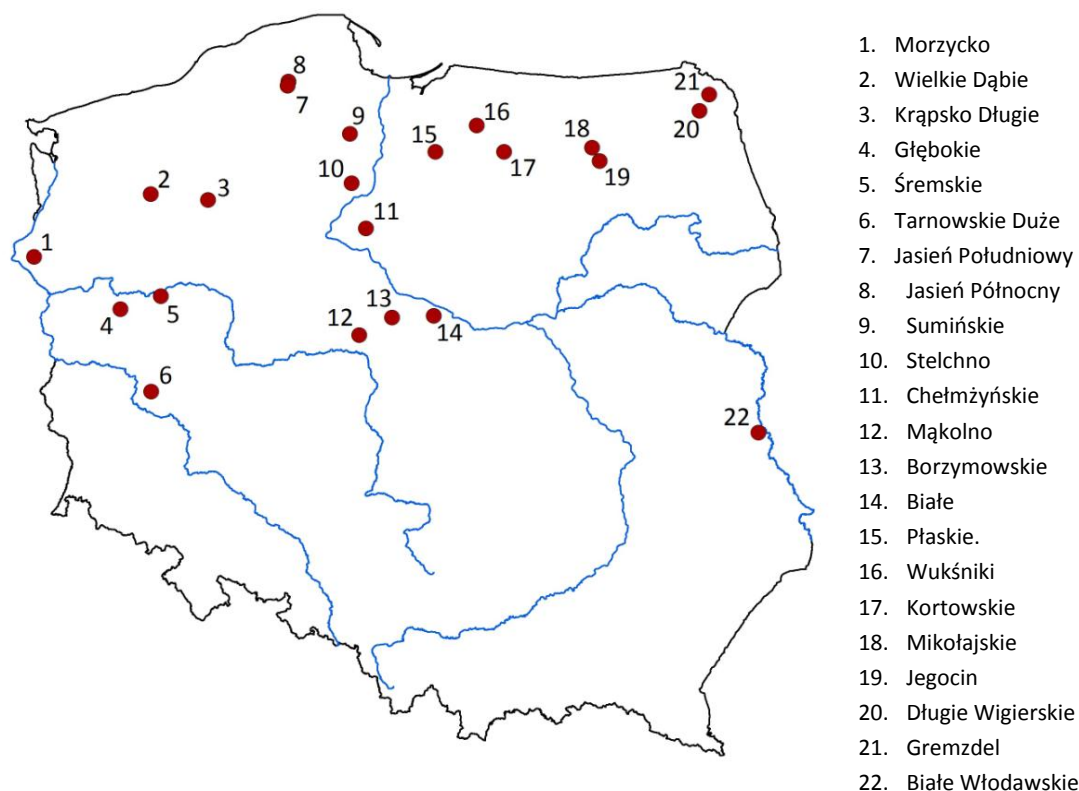 8
7
9
10
11
15
16
17
18
19
21
20
2
3
1
4
5
6
12
13
14
22
1. Morzycko
2. Wielkie Dąbie
3. Krąpsko Długie
4. Głębokie
5. Śremskie
6. Tarnowskie Duże
7. Jasień Południowy
8. Jasień Północny
9. Sumińskie
10. Stelchno
11. Chełmżyńskie
12. Mąkolno
13. Borzymowskie
14. Białe
15. Płaskie.
16. Wukśniki
17. Kortowskie
18. Mikołajskie
19. Jegocin
20. Długie Wigierskie
21. Gremzdel
22. Białe Włodawskie